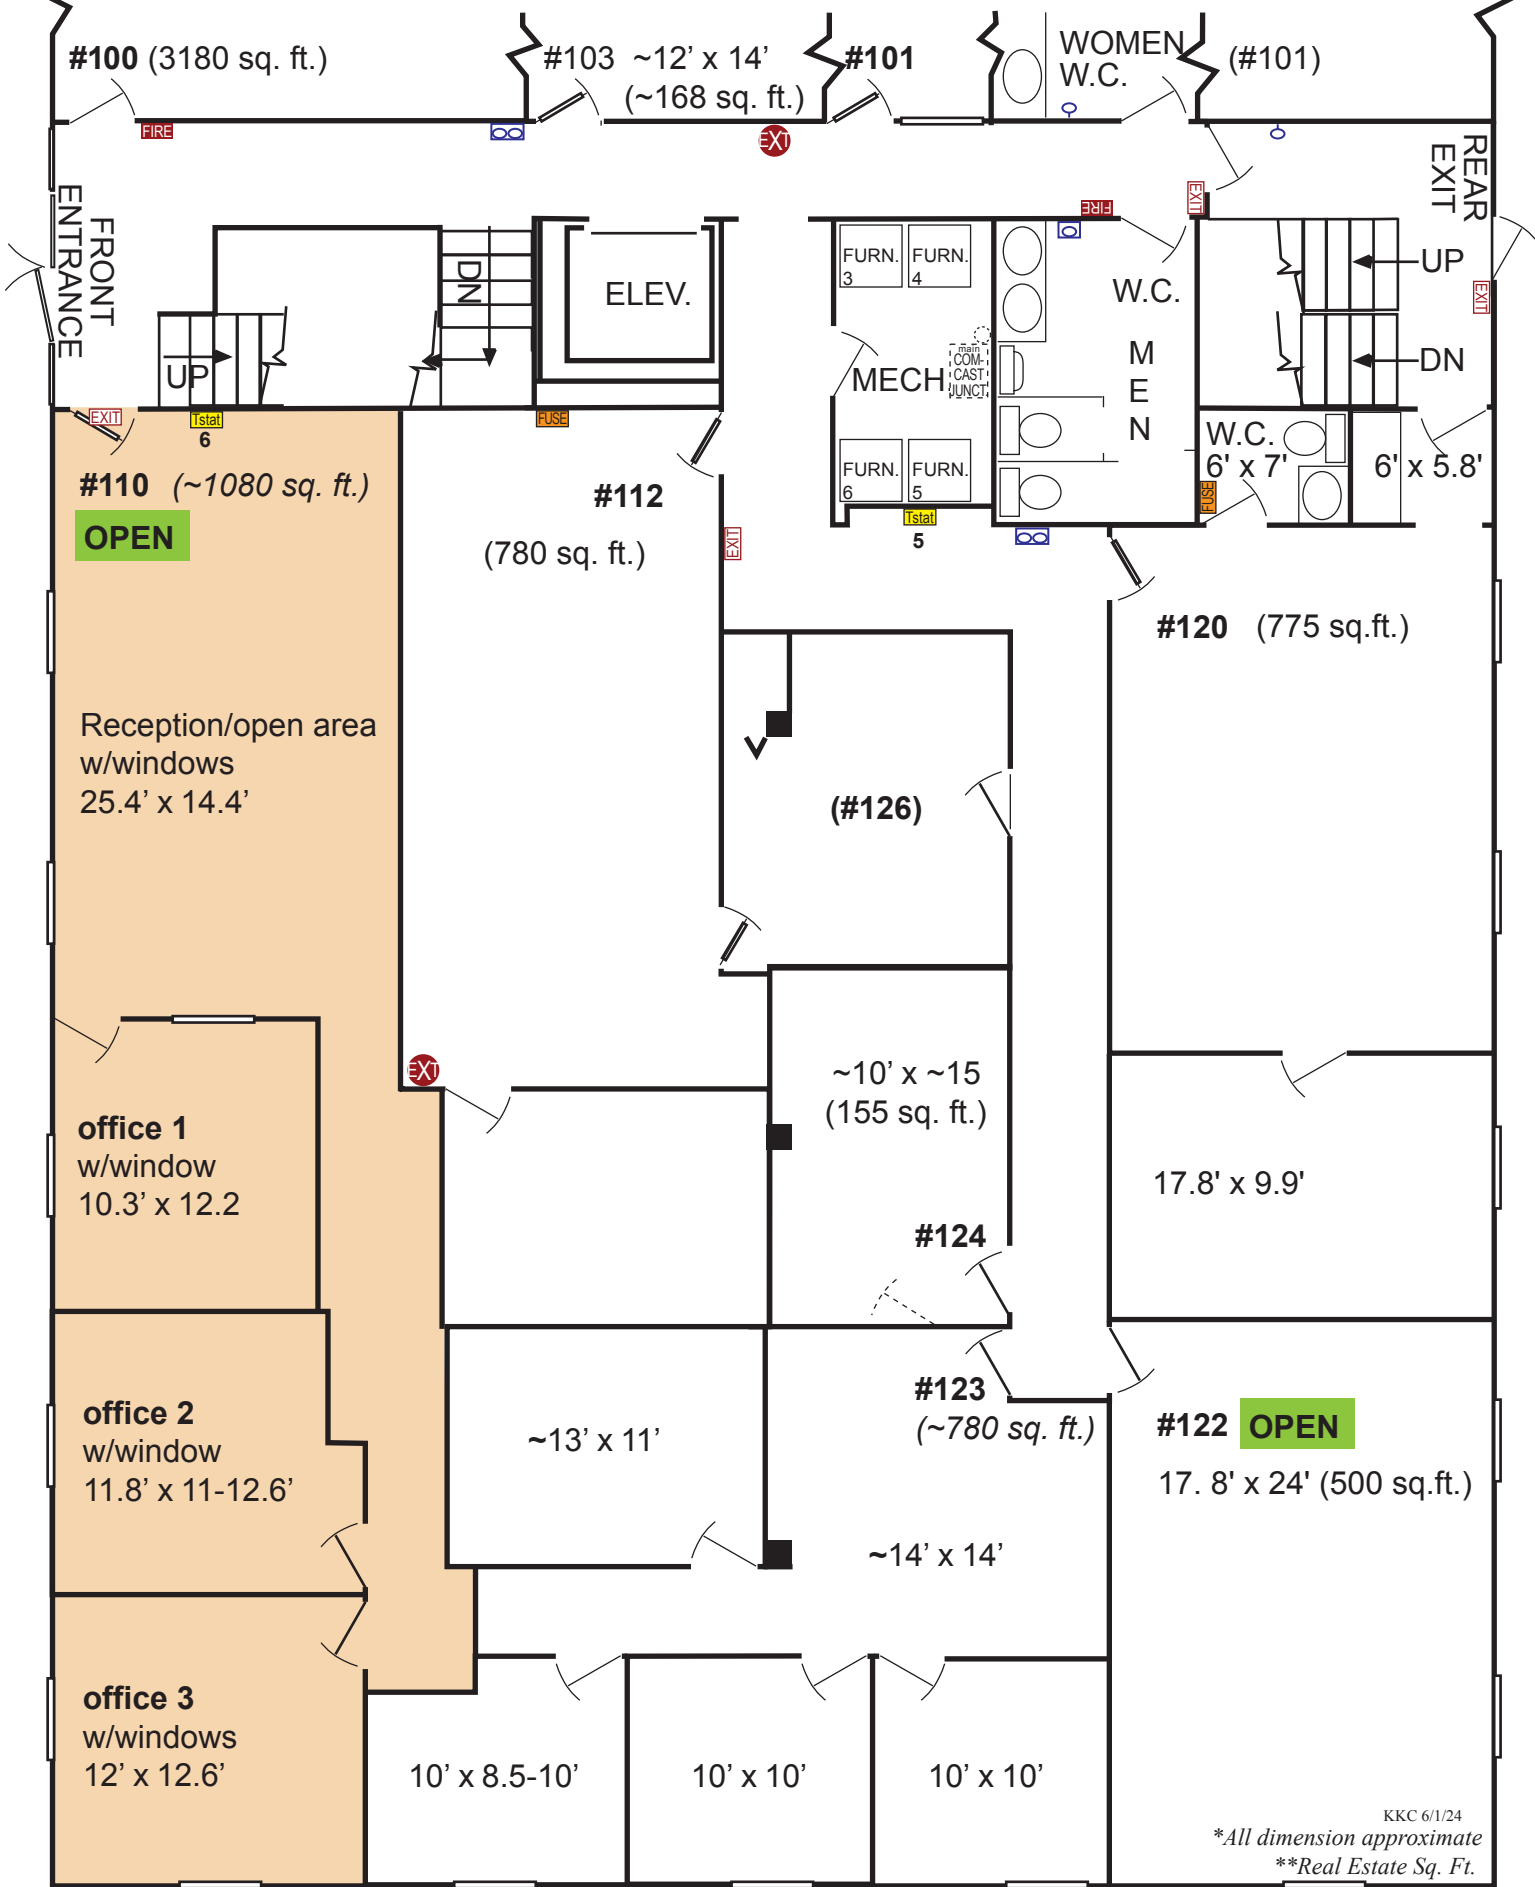 #100 (3180 sq. ft.)
#103 ~12’ x 14’
(~168 sq. ft.)
#101
WOMEN
W.C.
(#101)
FIRE
EXT
FRONT
ENTRANCE
REAR
EXIT
FIRE
EXIT
EXIT
UP
DN
ELEV.
FURN.
3
FURN.
4
MECH
main
COM-
CAST
JUNCT.
FURN.
6
FURN.
5
W.C.
M
E
N
UP
DN
W.C.
6' x 7'
6' x 5.8'
FUSE
EXIT
Tstat
6
FUSE
Tstat
5
EXIT
#110 (~1080 sq. ft.)
OPEN
#112
(780 sq. ft.)
#120 (775 sq.ft.)
Reception/open area
w/windows
25.4’ x 14.4’
(#126)
EXT
~10’ x ~15
(155 sq. ft.)
#124
office 1
w/window
10.3’ x 12.2
17.8' x 9.9'
office 2
w/window
11.8’ x 11-12.6’
~13’ x 11’
#123
(~780 sq. ft.)
~14’ x 14’
#122 OPEN
17. 8' x 24' (500 sq.ft.)
office 3
w/windows
12’ x 12.6’
10’ x 8.5-10’
10’ x 10’
10’ x 10’
KKC 6/1/24
*All dimension approximate
**Real Estate Sq. Ft.